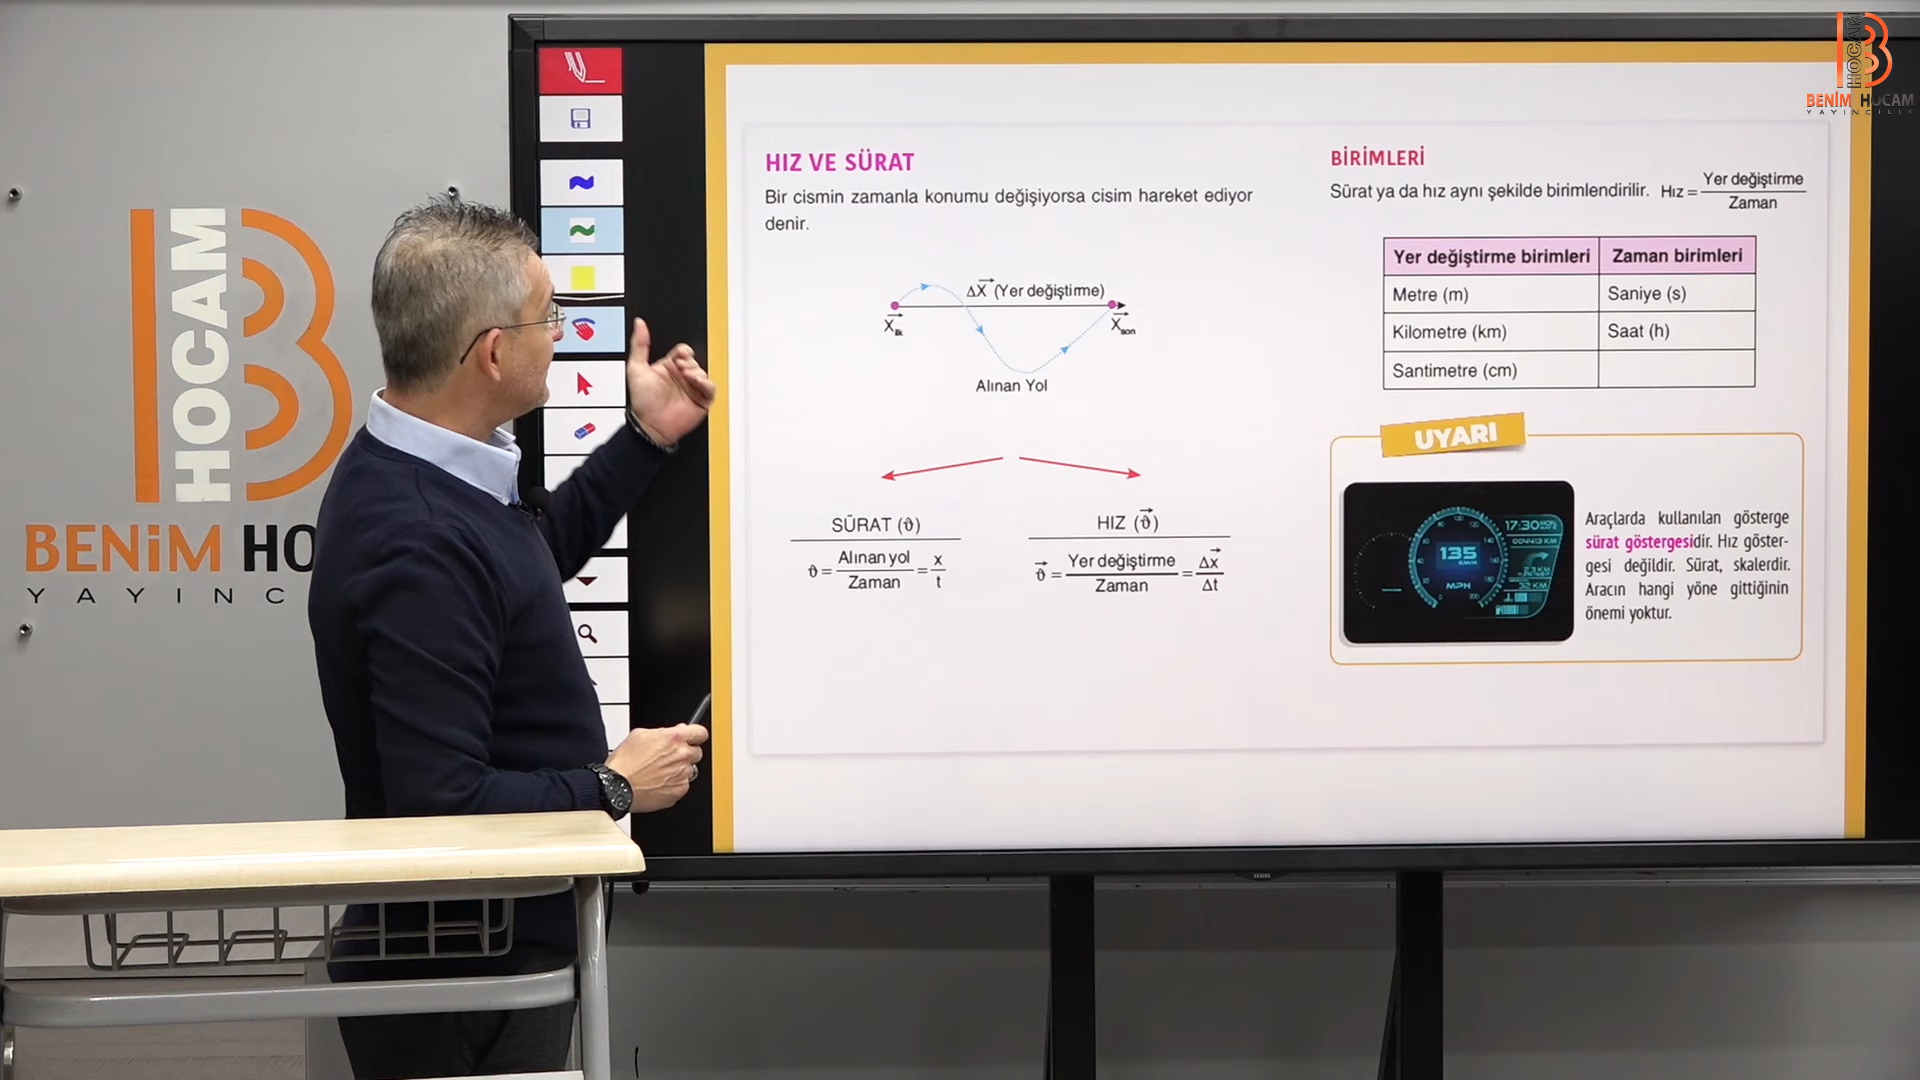 HOCAM
BENİM HOCAM
YAYINCILIK
HOCAM
BENİM HO
YAYINC
HIZ VE SÜRAT
Bir cismin zamanla konumu değişiyorsa cisim hareket ediyor
denir.
ΔX (Yer değiştirme)
X ilk
X son
Alınan Yol
SÜRAT (ϑ)
ϑ = Alınan yol / Zaman = x / t
HIZ (ϑ⃗)
ϑ⃗ = Yer değiştirme / Zaman = Δx⃗ / Δt
BİRİMLERİ
Sürat ya da hız aynı şekilde birimlendirilir. Hız = Yer değiştirme / Zaman
Yer değiştirme birimleri Zaman birimleri
Metre (m) Saniye (s)
Kilometre (km) Saat (h)
Santimetre (cm)
UYARI
17:30
135
MPH
Araçlarda kullanılan gösterge
sürat göstergesidir. Hız göster-
gesi değildir. Sürat, skalerdir.
Aracın hangi yöne gittiğinin
önemi yoktur.